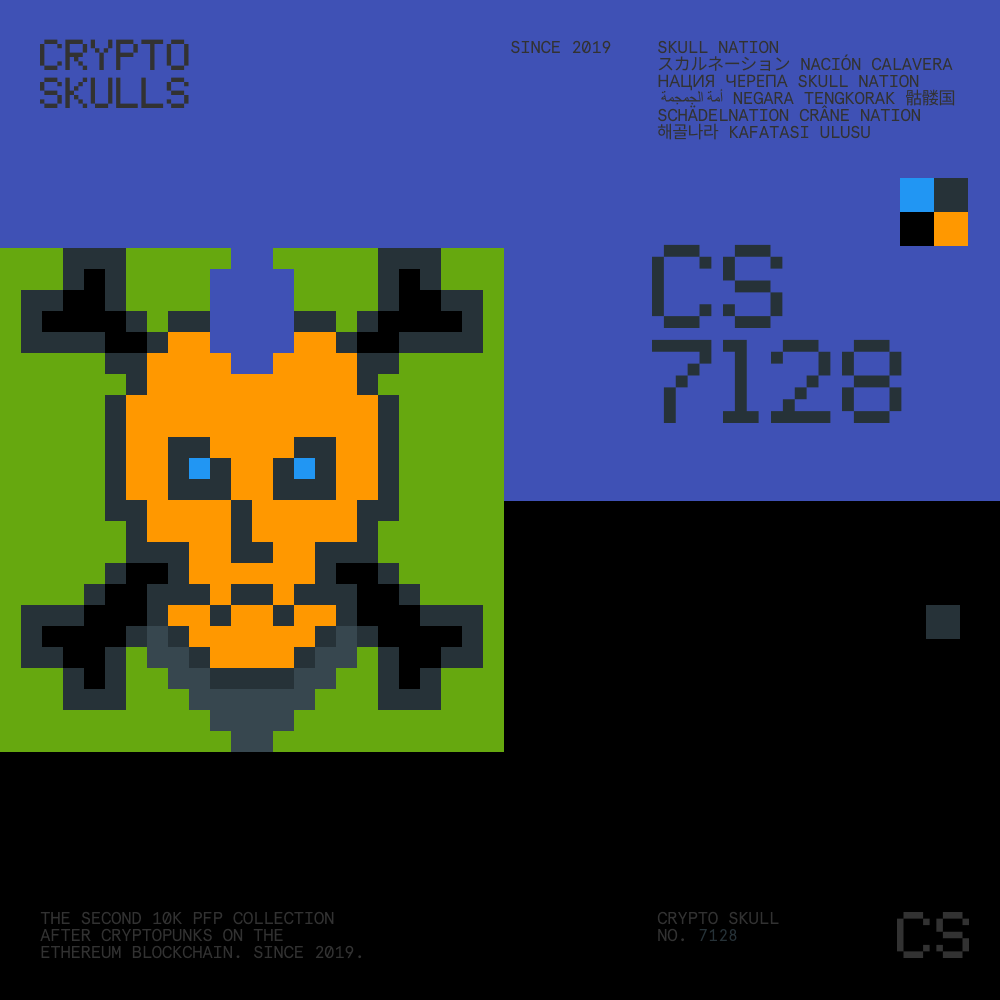 CRYPTO
SKULLS
SINCE 2019
SKULL NATION
スカルネーション NACIÓN CALAVERA
НАЦИЯ ЧЕРЕПА SKULL NATION
أمة الجمجمة NEGARA TENGKORAK 骷髅国
SCHÄDELNATION CRÂNE NATION
해골나라 KAFATASI ULUSU
CS
7128
THE SECOND 10K PFP COLLECTION
AFTER CRYPTOPUNKS ON THE
ETHEREUM BLOCKCHAIN. SINCE 2019.
CRYPTO SKULL
NO. 7128
CS